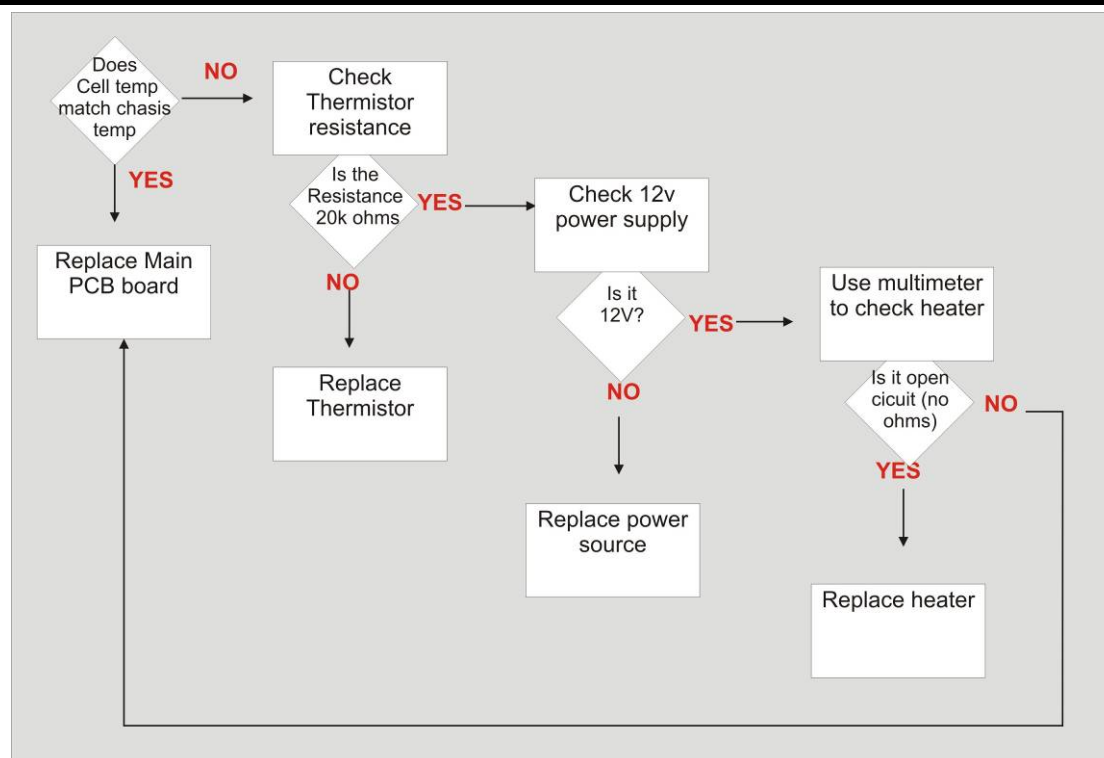 Does
Cell temp
match chasis
temp
NO
YES
Replace Main
PCB board
Check
Thermistor
resistance
Is the
Resistance
20k ohms
YES
NO
Replace
Thermistor
Check 12v
power supply
Is it
12V?
YES
NO
Replace power
source
Use multimeter
to check heater
Is it open
cicuit (no
ohms)
NO
YES
Replace heater